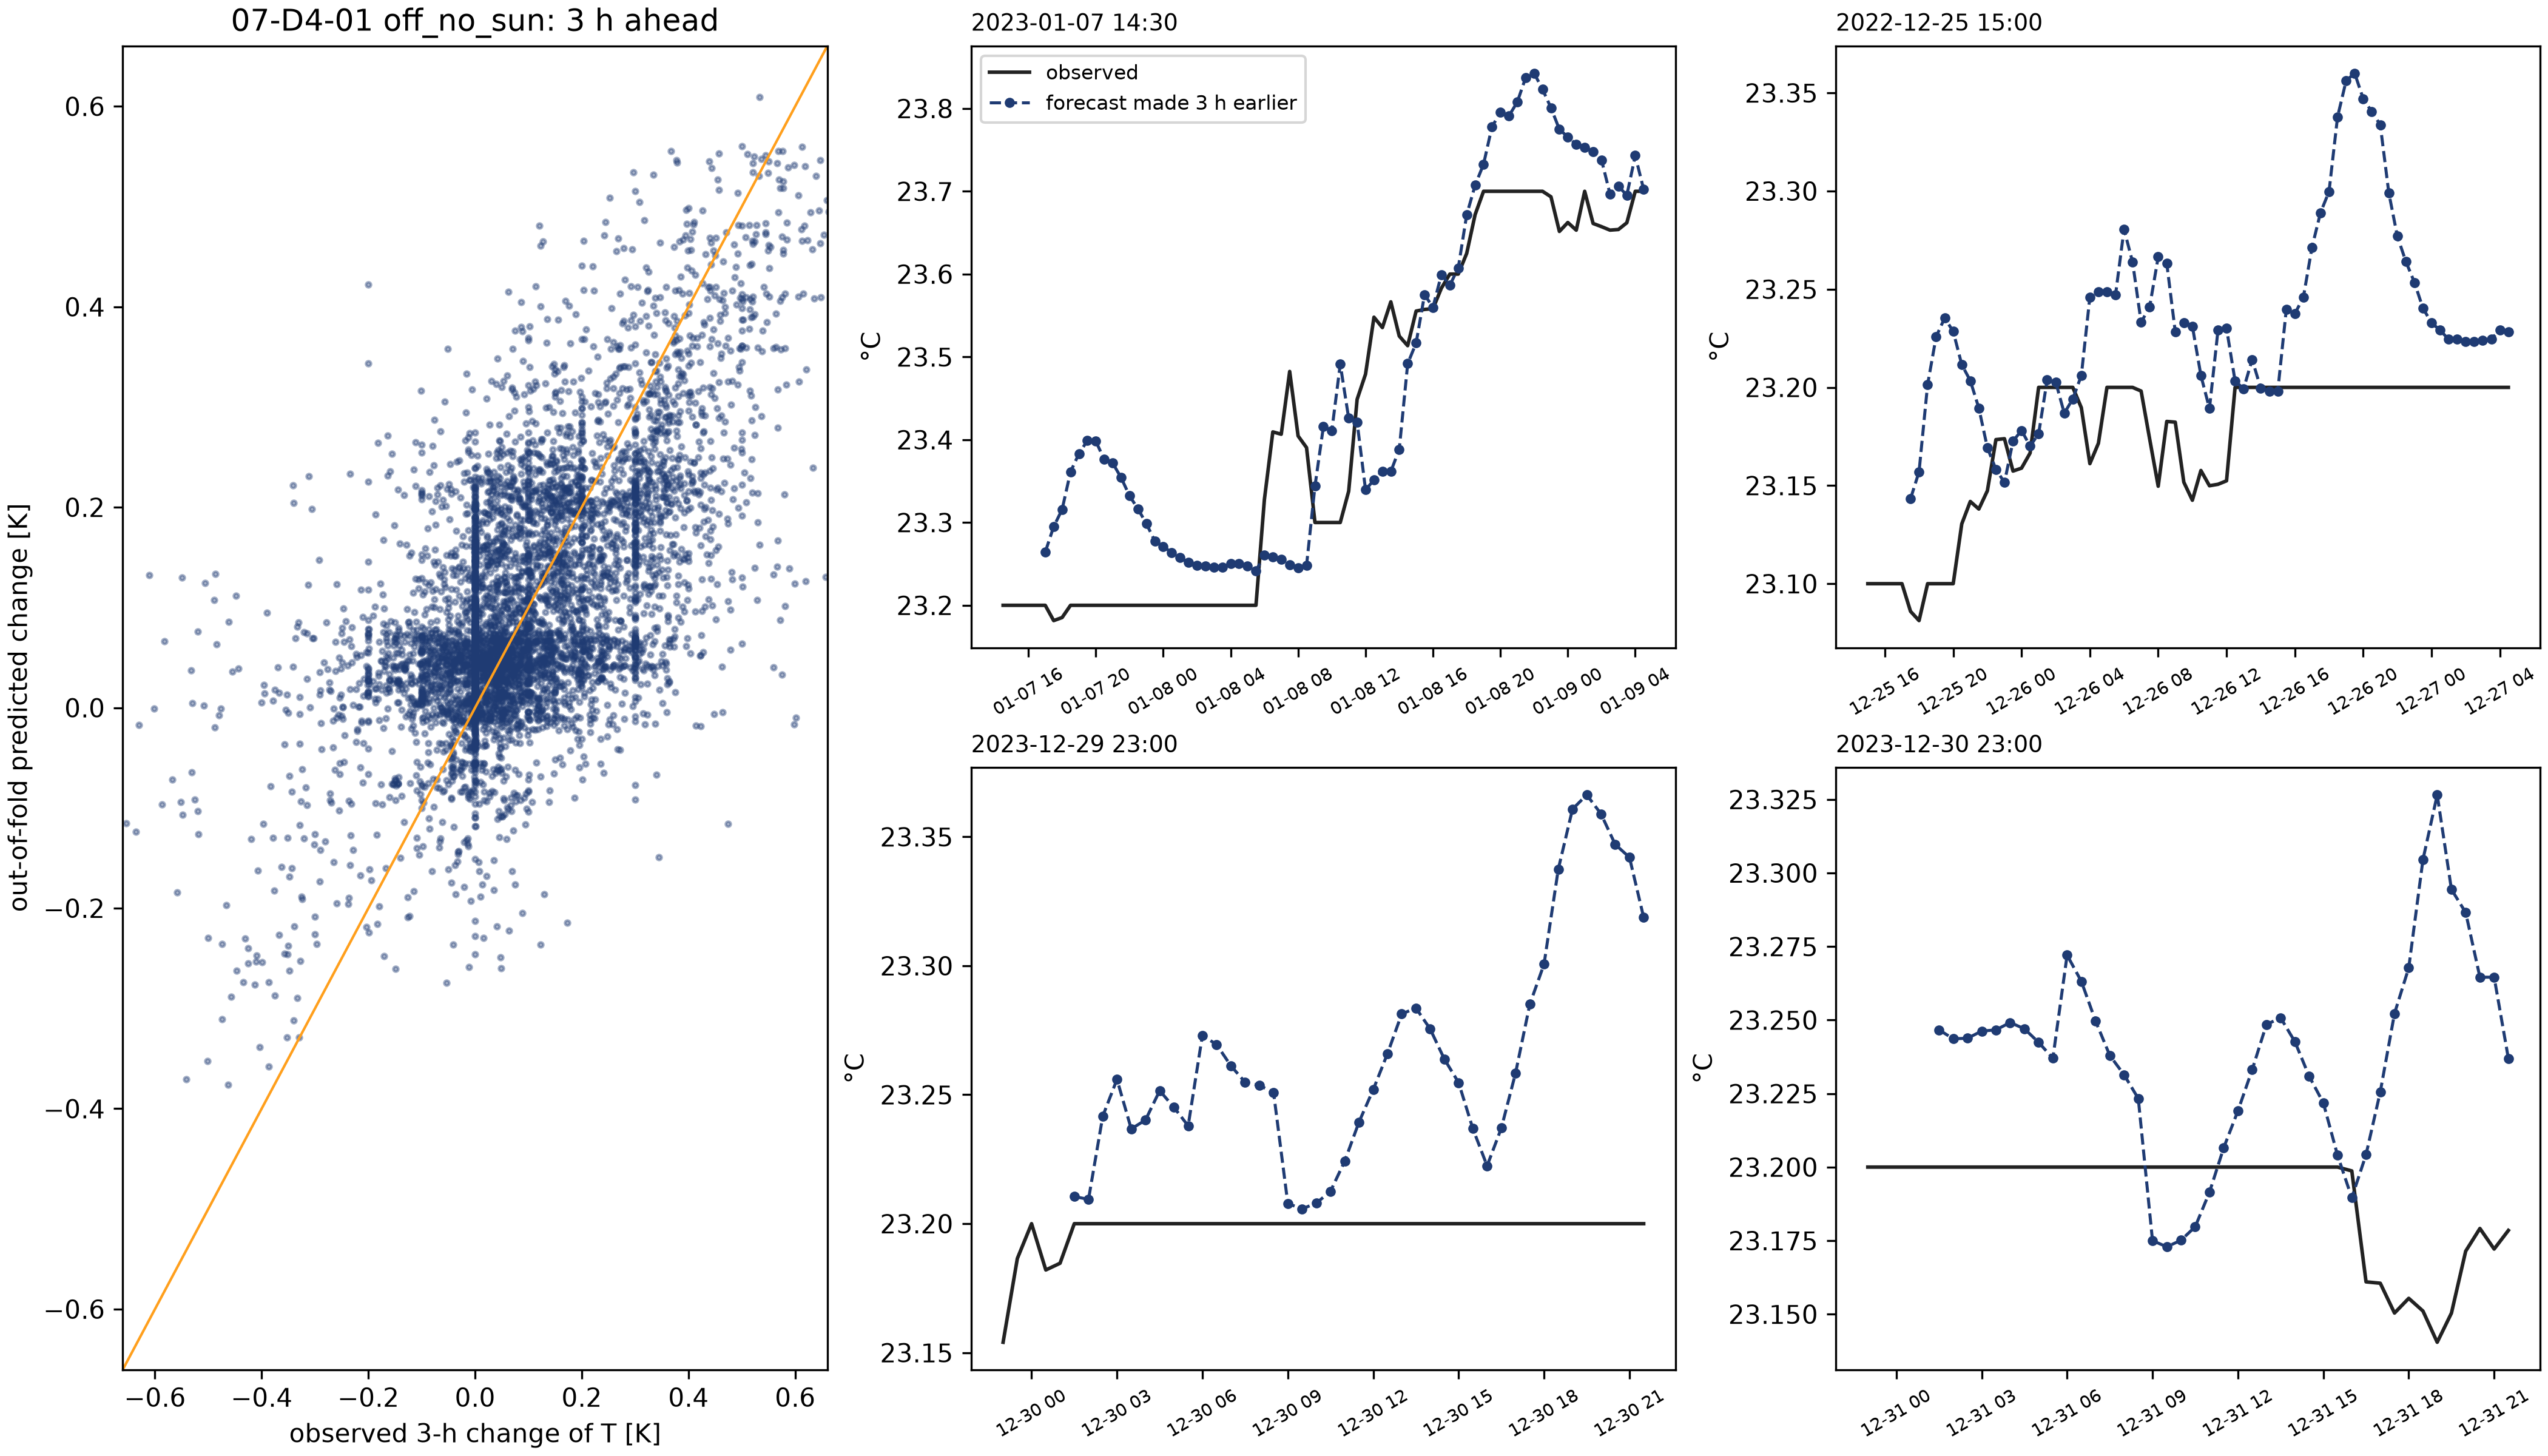 07-D4-01 off_no_sun: 3 h ahead
out-of-fold predicted change [K]
0.6
0.4
0.2
0.0
−0.2
−0.4
−0.6
−0.6 −0.4 −0.2 0.0 0.2 0.4 0.6
observed 3-h change of T [K]
2023-01-07 14:30
observed
forecast made 3 h earlier
°C
23.8
23.7
23.6
23.5
23.4
23.3
23.2
01-07 16 01-07 20 01-08 00 01-08 04 01-08 08 01-08 12 01-08 16 01-08 20 01-09 00 01-09 04
2022-12-25 15:00
°C
23.35
23.30
23.25
23.20
23.15
23.10
12-25 16 12-25 20 12-26 00 12-26 04 12-26 08 12-26 12 12-26 16 12-26 20 12-27 00 12-27 04
2023-12-29 23:00
°C
23.35
23.30
23.25
23.20
23.15
12-30 00 12-30 03 12-30 06 12-30 09 12-30 12 12-30 15 12-30 18 12-30 21
2023-12-30 23:00
°C
23.325
23.300
23.275
23.250
23.225
23.200
23.175
23.150
12-31 00 12-31 03 12-31 06 12-31 09 12-31 12 12-31 15 12-31 18 12-31 21